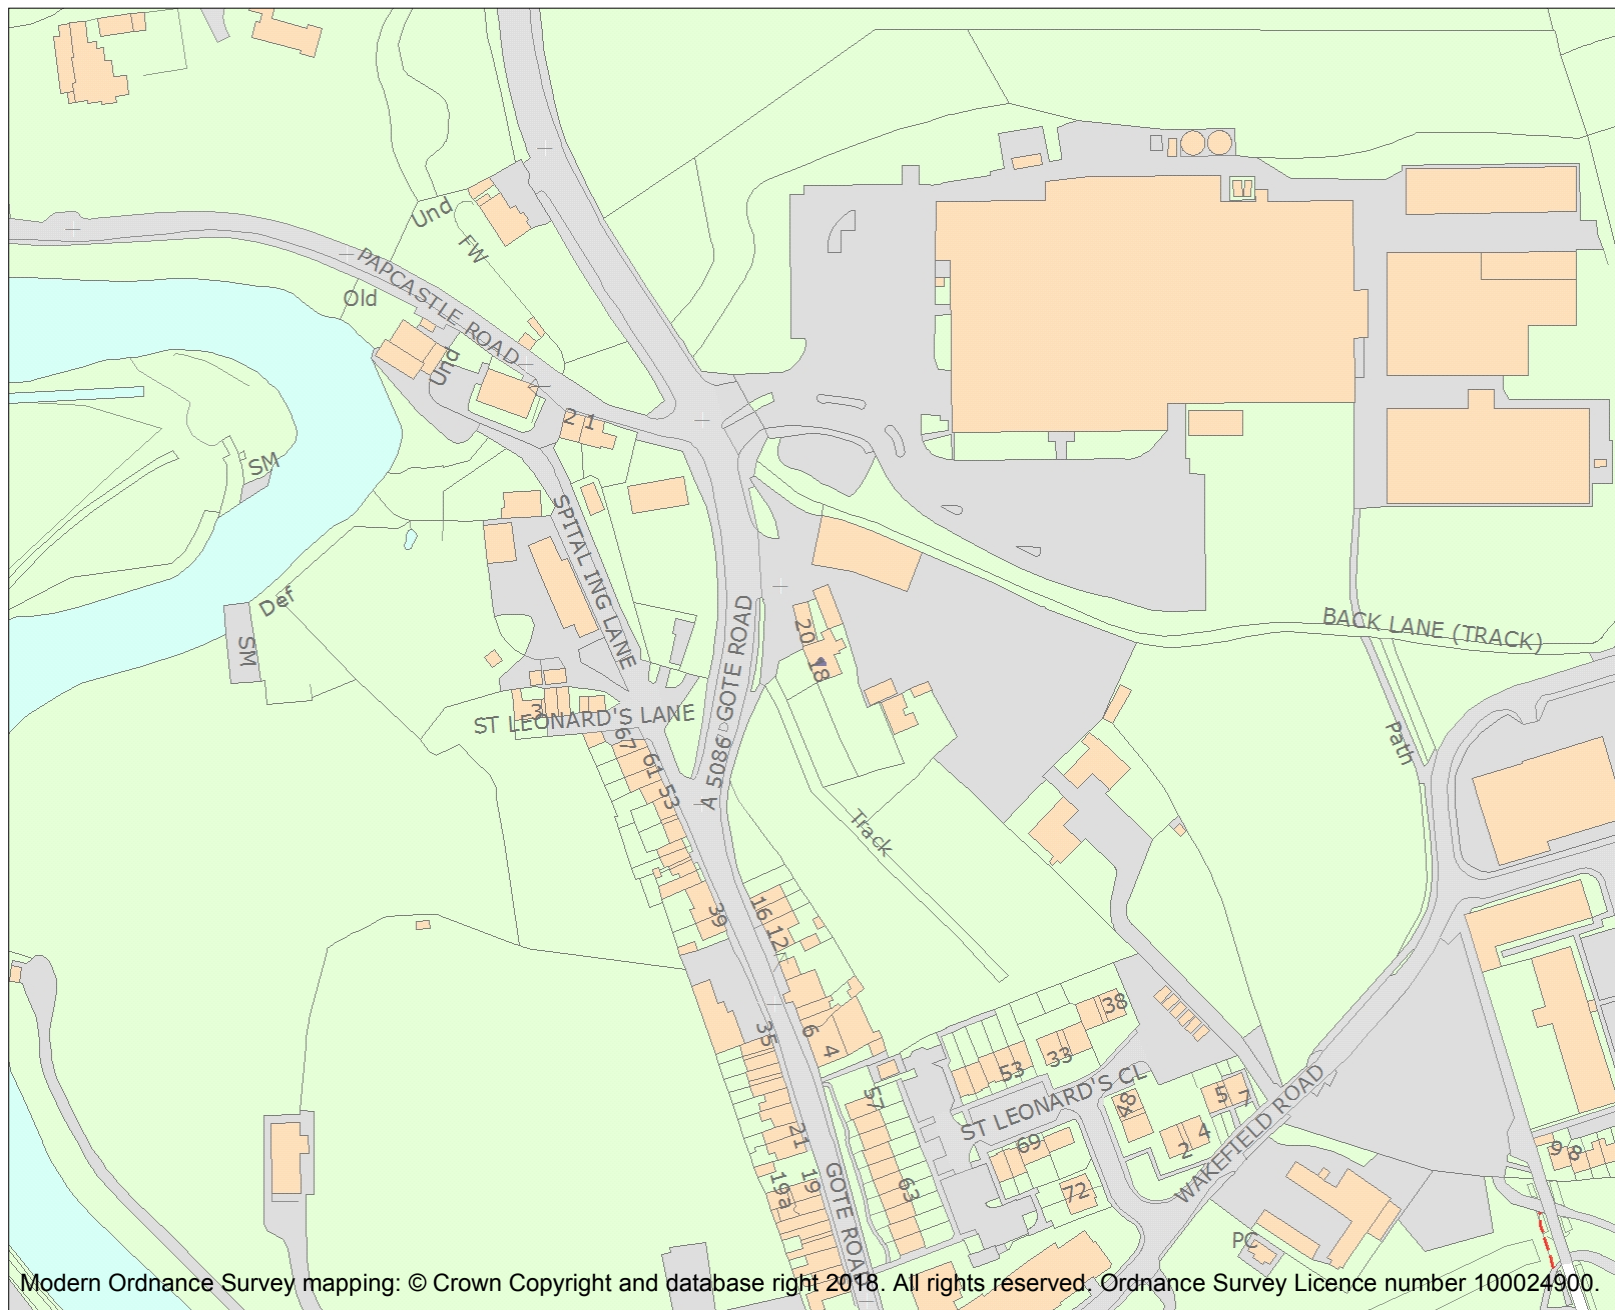 Und
FW
PAPCASTLE ROAD
Old
Und
2 1
SM
SPITAL ING LANE
Def
SM
A 5086 GOTE ROAD
20
18
BACK LANE (TRACK)
3
ST LEONARD'S LANE
67
61
53
Path
Track
39
16
12
38
35
6
4
53
33
57
ST LEONARD'S CL
48
5
7
21
69
2
4
WAKEFIELD ROAD
9
8
19a
19
63
72
GOTE ROAD
PC
Modern Ordnance Survey mapping: © Crown Copyright and database right 2018. All rights reserved. Ordnance Survey Licence number 100024900.